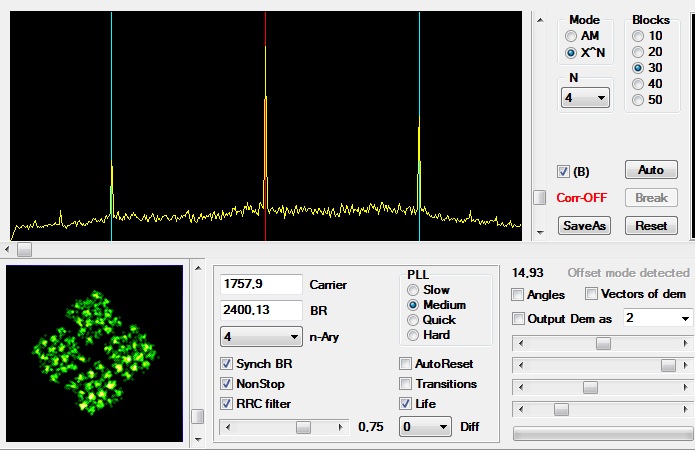 Mode
AM
X^N
N
4
Blocks
10
20
30
40
50
(B)
Auto
Corr-OFF
Break
SaveAs
Reset
1757,9 Carrier
2400,13 BR
4 n-Ary
Synch BR
NonStop
RRC filter
0,75
PLL
Slow
Medium
Quick
Hard
AutoReset
Transitions
Life
0 Diff
14,93 Offset mode detected
Angles Vectors of dem
Output Dem as 2